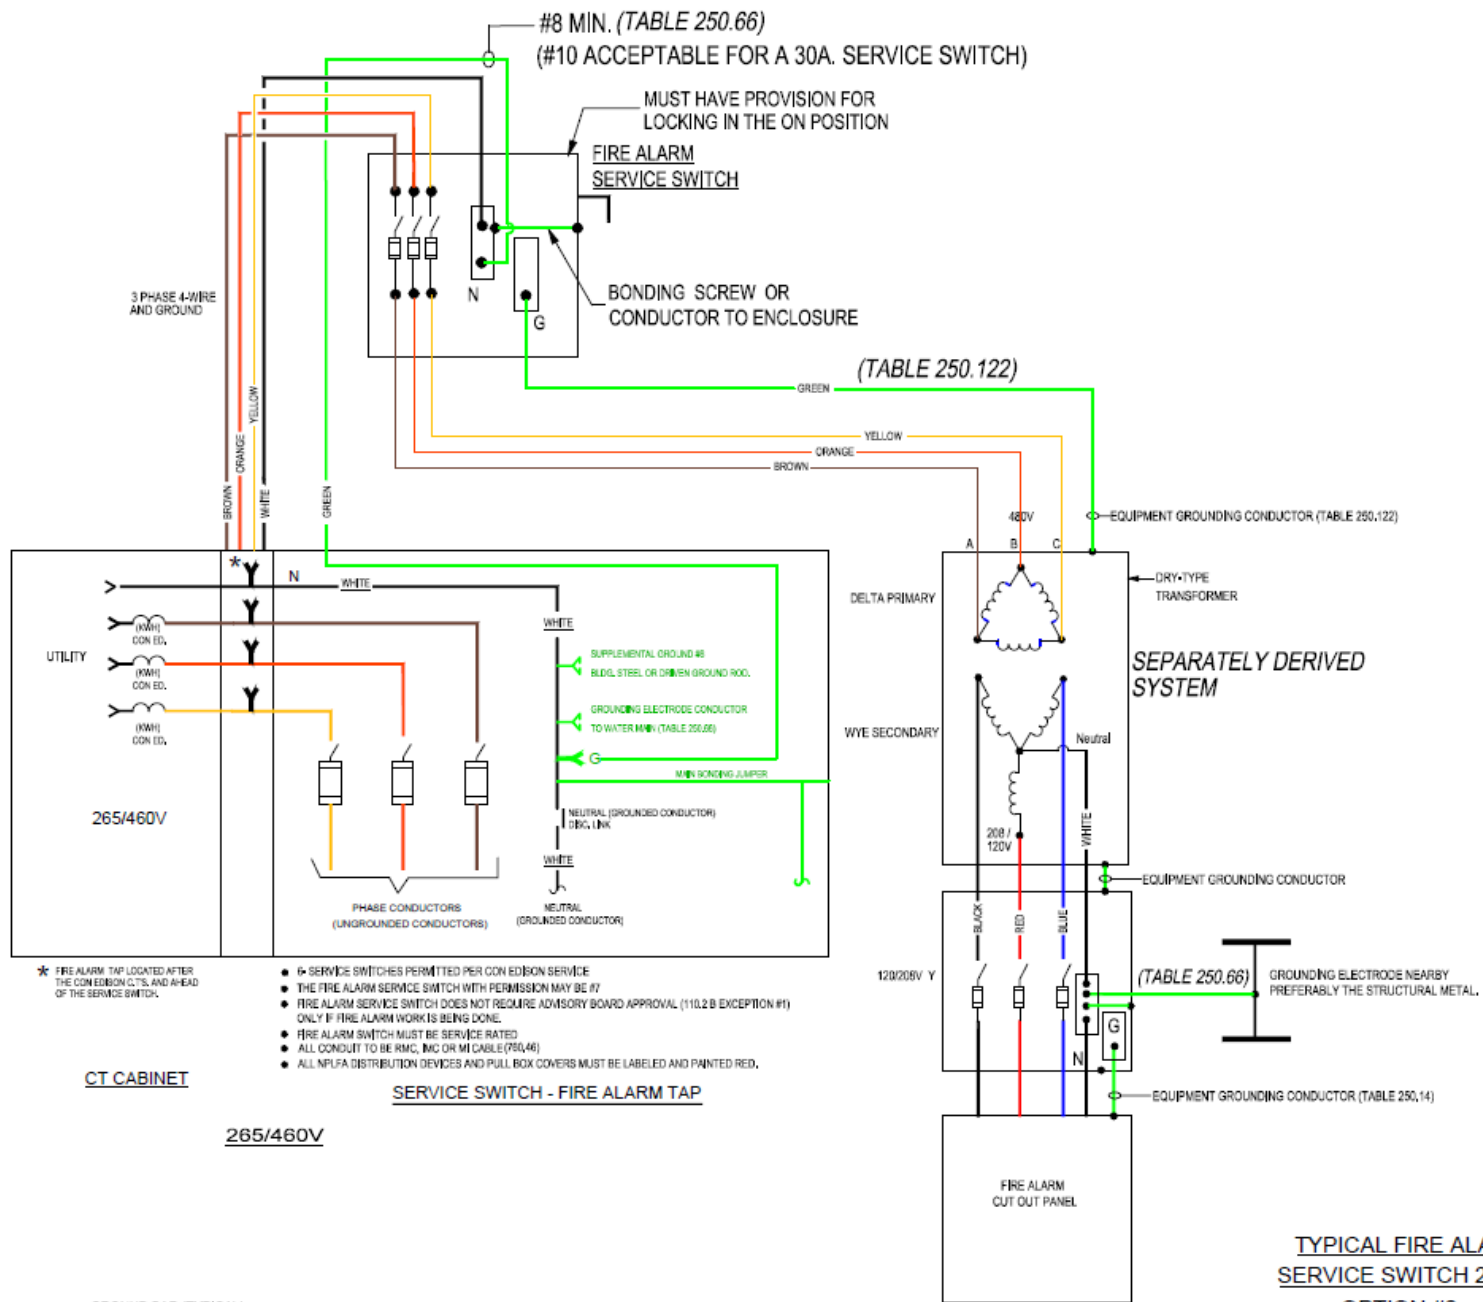 #8 MIN. (TABLE 250.66)
(#10 ACCEPTABLE FOR A 30A. SERVICE SWITCH)
MUST HAVE PROVISION FOR
LOCKING IN THE ON POSITION
FIRE ALARM
SERVICE SWITCH
3 PHASE 4-WIRE
AND GROUND
N
G
BONDING SCREW OR
CONDUCTOR TO ENCLOSURE
(TABLE 250.122)
GREEN
YELLOW
ORANGE
BROWN
BROWN
ORANGE
YELLOW
WHITE
GREEN
480V
EQUIPMENT GROUNDING CONDUCTOR (TABLE 250.122)
A
B
C
DRY-TYPE
TRANSFORMER
DELTA PRIMARY
SEPARATELY DERIVED
SYSTEM
WYE SECONDARY
Neutral
208 /
120V
WHITE
*
N
WHITE
WHITE
(KWH)
CON ED.
UTILITY
(KWH)
CON ED.
(KWH)
CON ED.
SUPPLEMENTAL GROUND #6
BLDG. STEEL OR DRIVEN GROUND ROD.
GROUNDING ELECTRODE CONDUCTOR
TO WATER MAIN (TABLE 250.66)
G
MAIN BONDING JUMPER
265/460V
NEUTRAL (GROUNDED CONDUCTOR)
DISC. LINK
WHITE
PHASE CONDUCTORS
(UNGROUNDED CONDUCTORS)
NEUTRAL
(GROUNDED CONDUCTOR)
EQUIPMENT GROUNDING CONDUCTOR
BLACK
RED
BLUE
120/208V Y
(TABLE 250.66)
GROUNDING ELECTRODE NEARBY
PREFERABLY THE STRUCTURAL METAL.
G
N
EQUIPMENT GROUNDING CONDUCTOR (TABLE 250.14)
FIRE ALARM
CUT OUT PANEL
* FIRE ALARM TAP LOCATED AFTER
THE CON EDISON C.T'S. AND AHEAD
OF THE SERVICE SWITCH.
● 6- SERVICE SWITCHES PERMITTED PER CON EDISON SERVICE
● THE FIRE ALARM SERVICE SWITCH WITH PERMISSION MAY BE #7
● FIRE ALARM SERVICE SWITCH DOES NOT REQUIRE ADVISORY BOARD APPROVAL (110.2 B EXCEPTION #1)
ONLY IF FIRE ALARM WORK IS BEING DONE.
● FIRE ALARM SWITCH MUST BE SERVICE RATED
● ALL CONDUIT TO BE RMC, IMC OR MI CABLE (760.46)
● ALL NPLFA DISTRIBUTION DEVICES AND PULL BOX COVERS MUST BE LABELED AND PAINTED RED.
CT CABINET
SERVICE SWITCH - FIRE ALARM TAP
265/460V
TYPICAL FIRE ALA
SERVICE SWITCH 2